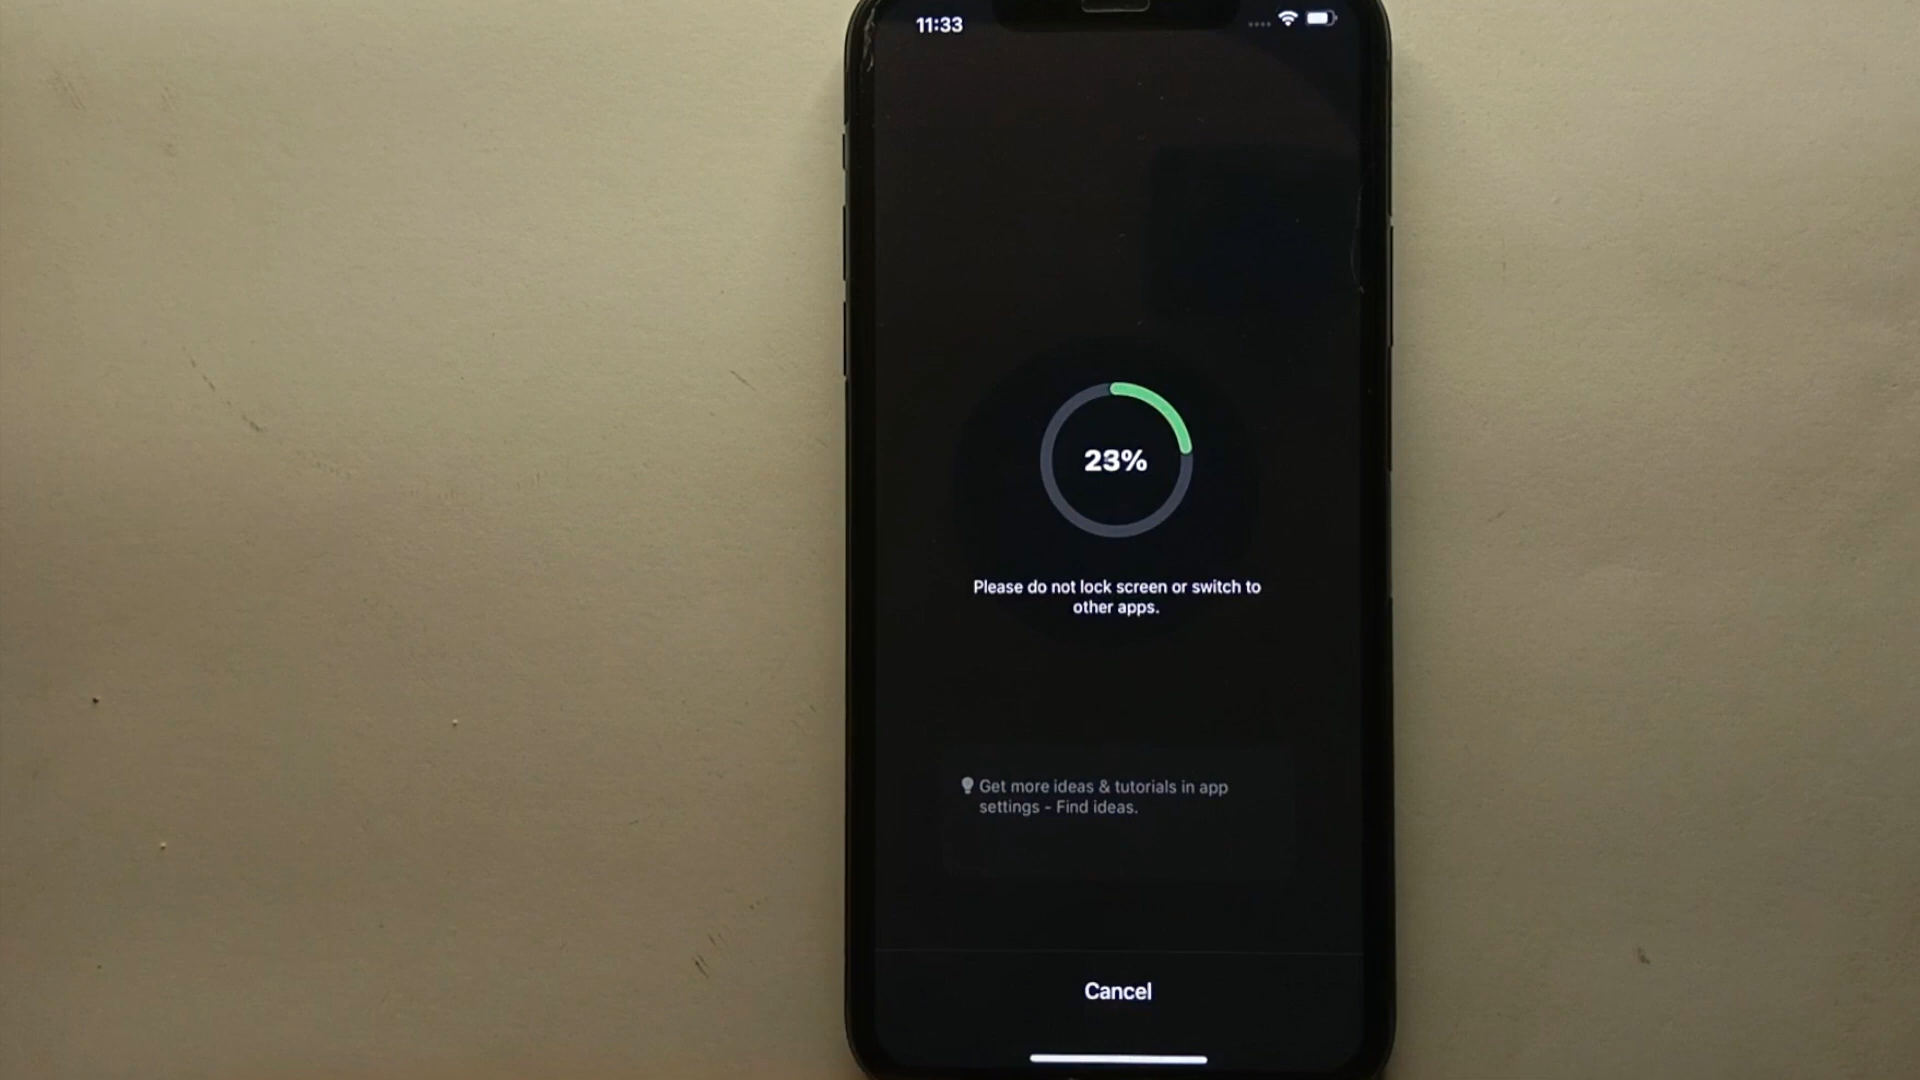 11:33
23%
Please do not lock screen or switch to
other apps.
Get more ideas & tutorials in app
settings - Find ideas.
Cancel